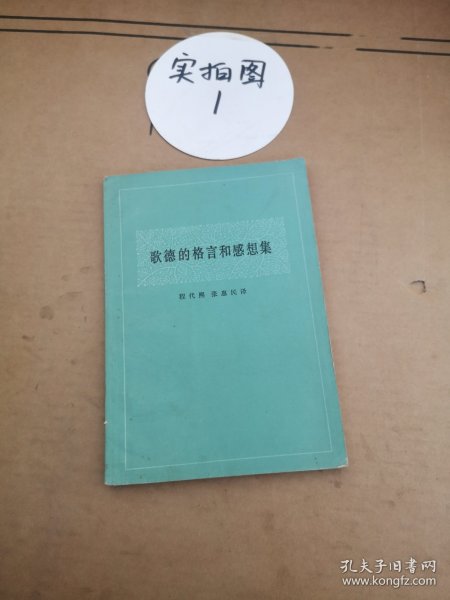 实拍图
1
歌德的格言和感想集
程代熙 张惠民译
孔夫子旧书网
www.kongfz.com